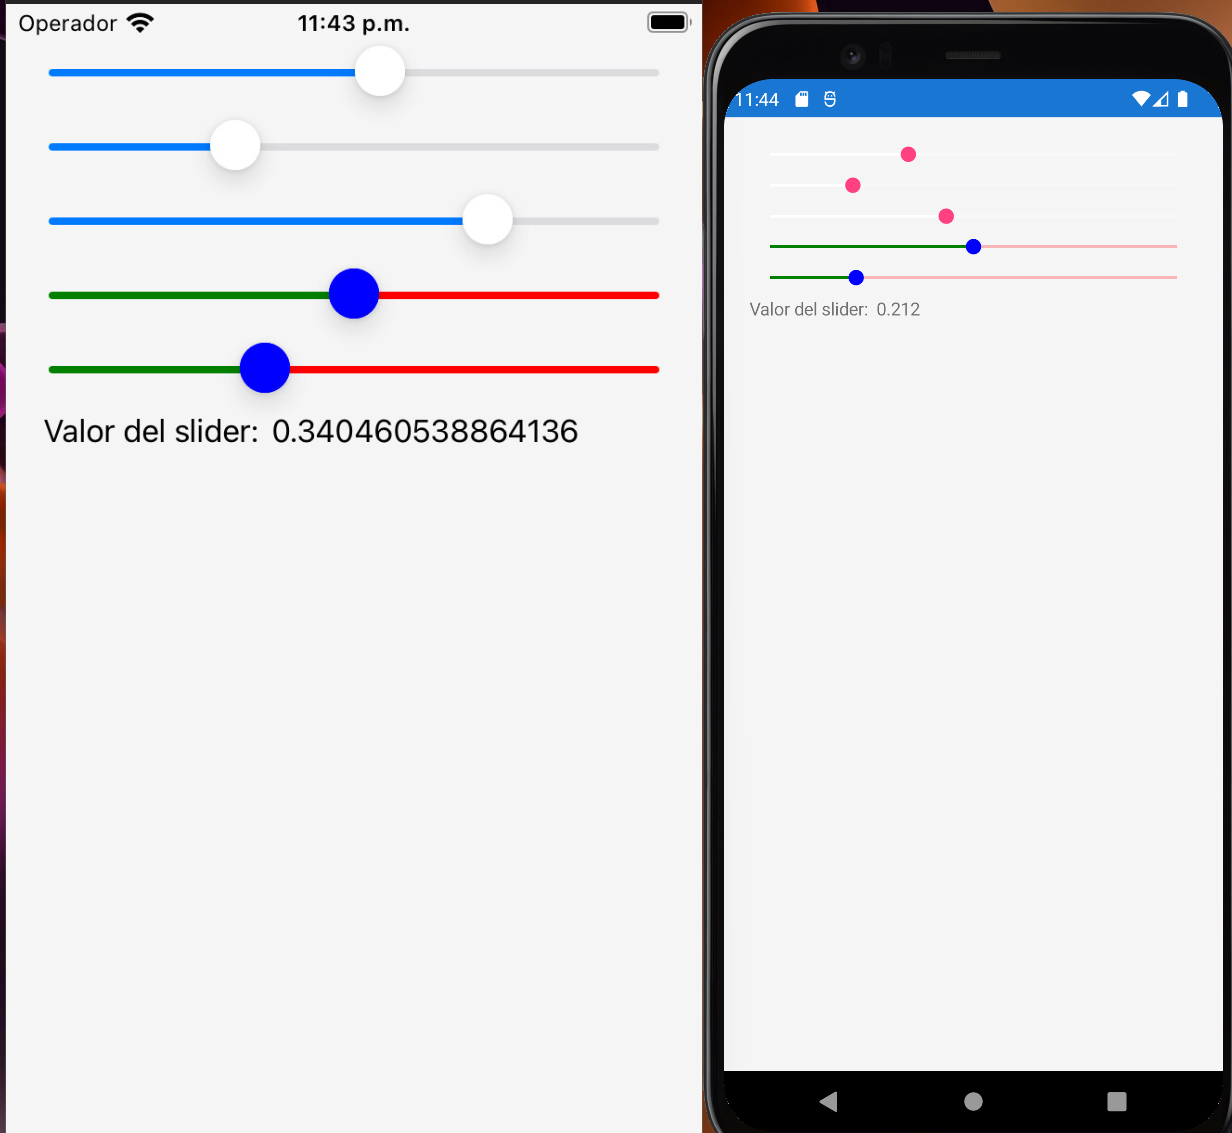 Operador 11:43 p.m.
Valor del slider: 0.340460538864136
11:44
Valor del slider: 0.212